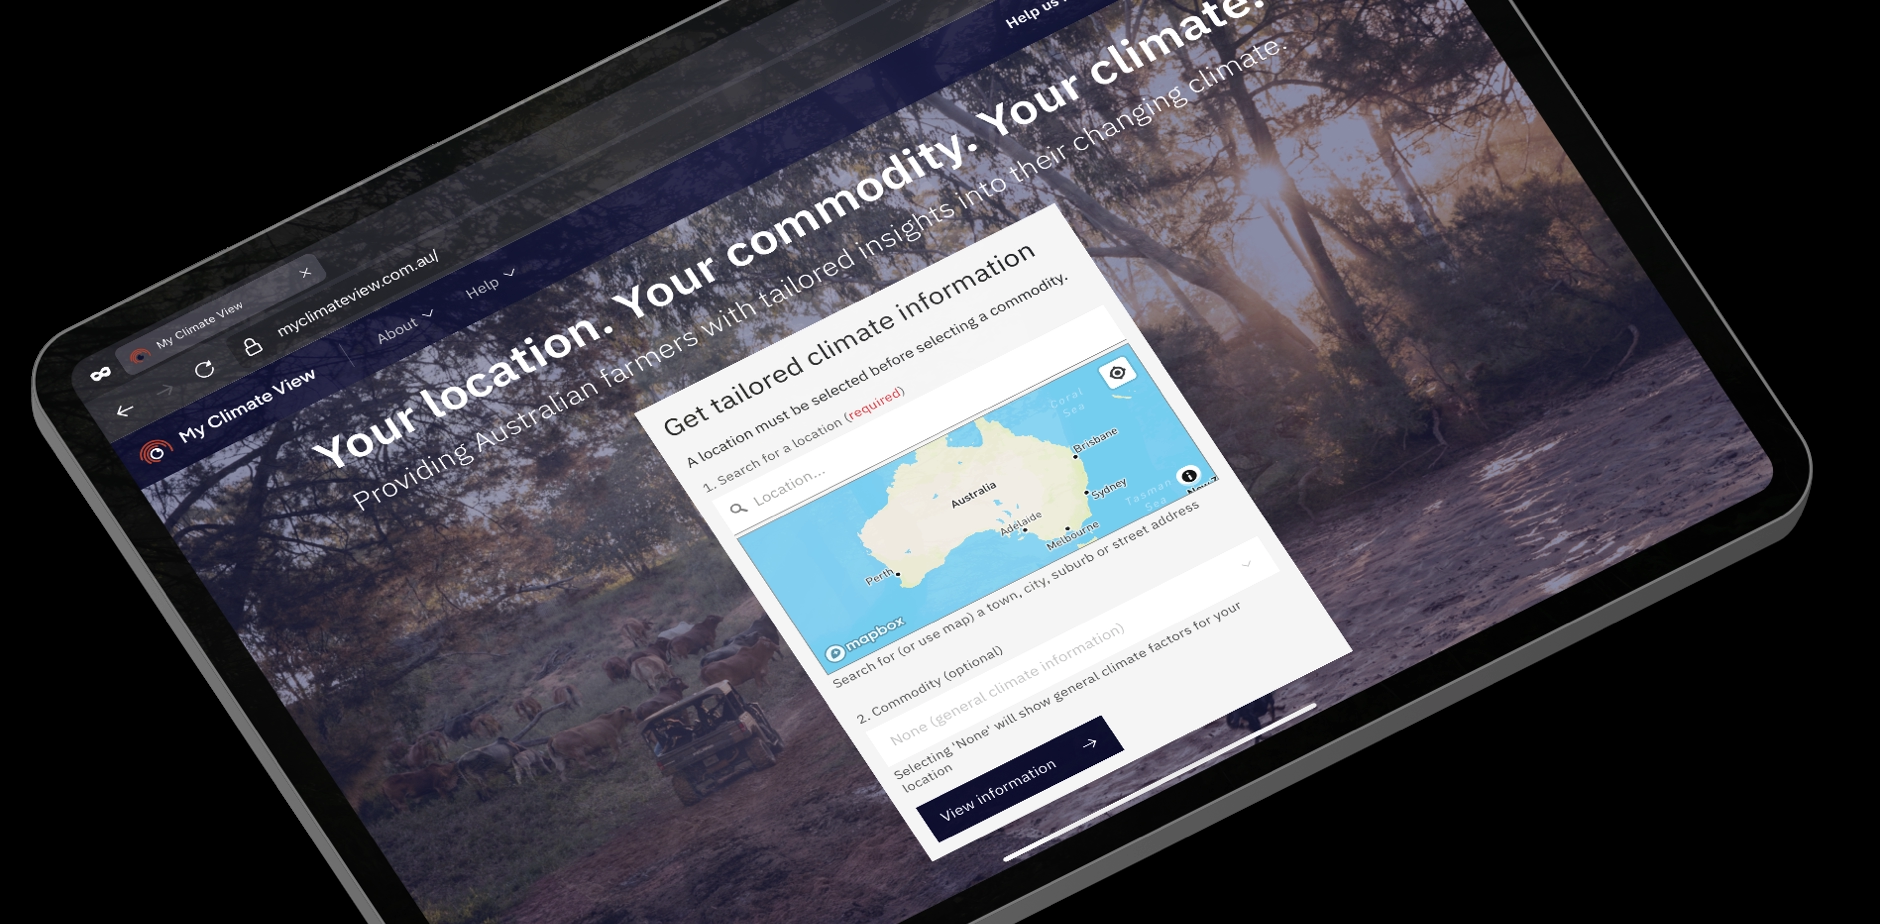 My Climate View
myclimateview.com.au/
My Climate View
About
Help
Help us
Your location. Your commodity. Your climate.
Providing Australian farmers with tailored insights into their changing climate.
Get tailored climate information
A location must be selected before selecting a commodity.
1. Search for a location (required)
Location...
Coral
Sea
Brisbane
Australia
Sydney
Tasman
Sea
Adelaide
Melbourne
Perth
mapbox
Search for (or use map) a town, city, suburb or street address
2. Commodity (optional)
None (general climate information)
Selecting 'None' will show general climate factors for your
location
View information